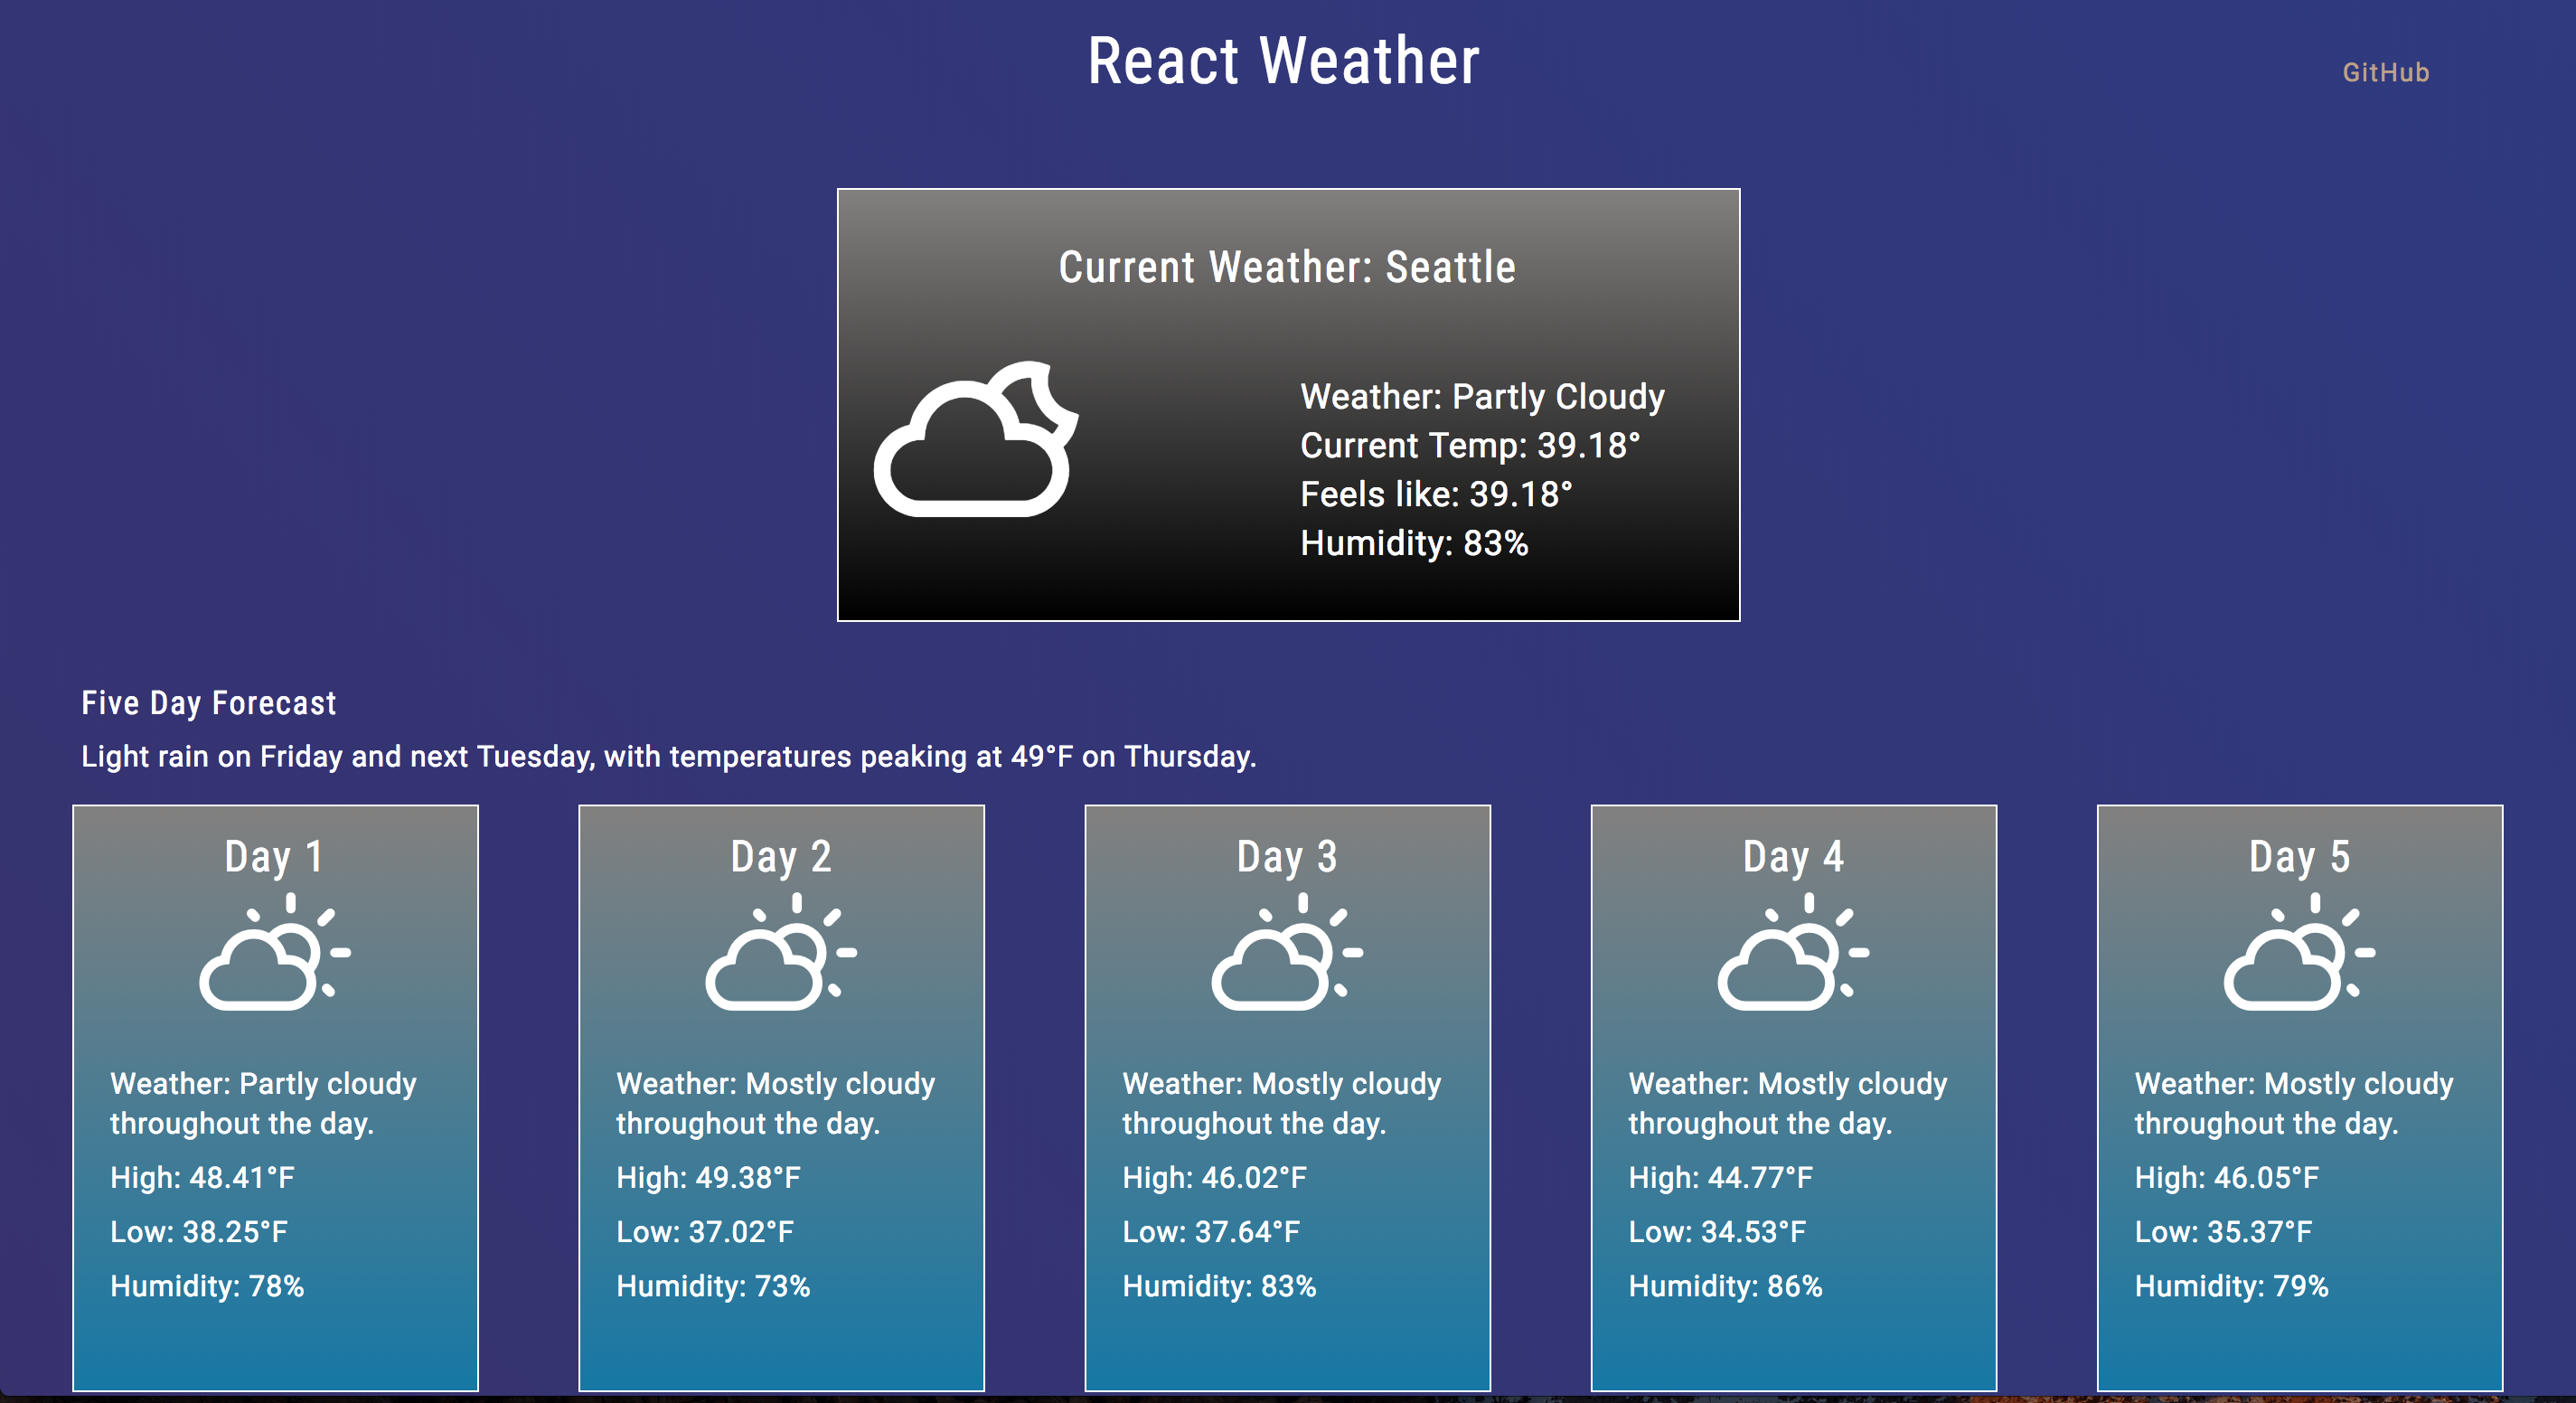 React Weather
GitHub
Current Weather: Seattle
Weather: Partly Cloudy
Current Temp: 39.18°
Feels like: 39.18°
Humidity: 83%
Five Day Forecast
Light rain on Friday and next Tuesday, with temperatures peaking at 49°F on Thursday.
Day 1
Weather: Partly cloudy
throughout the day.
High: 48.41°F
Low: 38.25°F
Humidity: 78%
Day 2
Weather: Mostly cloudy
throughout the day.
High: 49.38°F
Low: 37.02°F
Humidity: 73%
Day 3
Weather: Mostly cloudy
throughout the day.
High: 46.02°F
Low: 37.64°F
Humidity: 83%
Day 4
Weather: Mostly cloudy
throughout the day.
High: 44.77°F
Low: 34.53°F
Humidity: 86%
Day 5
Weather: Mostly cloudy
throughout the day.
High: 46.05°F
Low: 35.37°F
Humidity: 79%